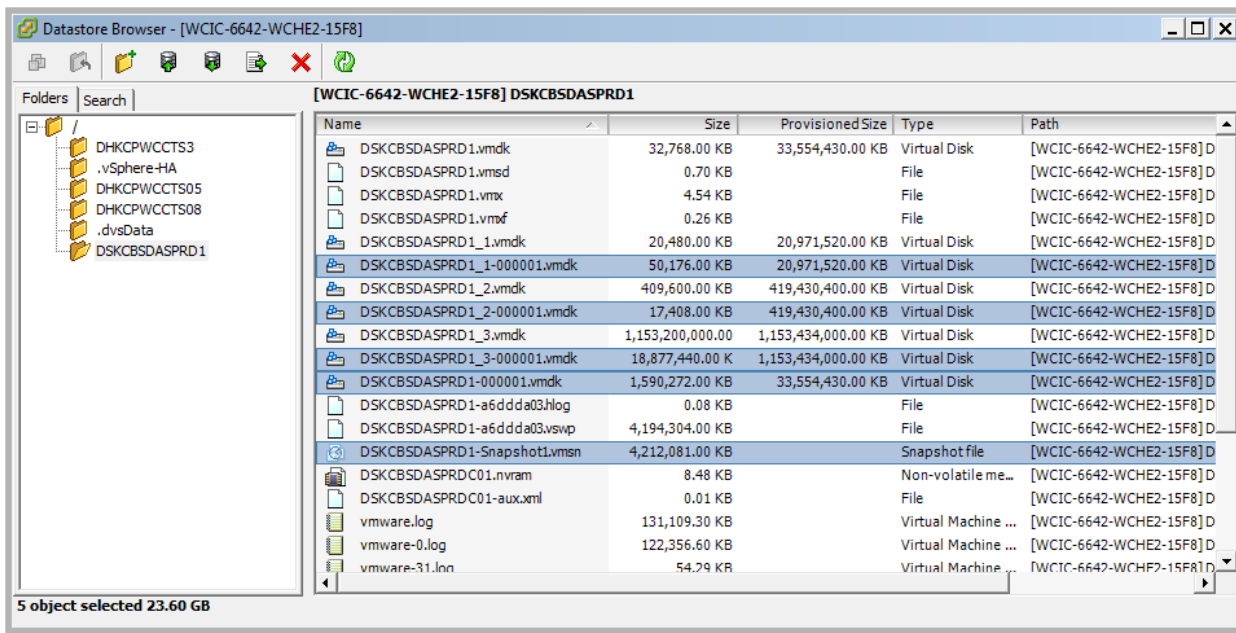 Datastore Browser - [WCIC-6642-WCHE2-15F8]
Folders Search
[WCIC-6642-WCHE2-15F8] DSKCBSDASPRD1
/
DHKCPWCCTS3
.vSphere-HA
DHKCPWCCTS05
DHKCPWCCTS08
.dvsData
DSKCBSDASPRD1
Name Size Provisioned Size Type Path
DSKCBSDASPRD1.vmdk 32,768.00 KB 33,554,430.00 KB Virtual Disk [WCIC-6642-WCHE2-15F8] D
DSKCBSDASPRD1.vmsd 0.70 KB File [WCIC-6642-WCHE2-15F8] D
DSKCBSDASPRD1.vmx 4.54 KB File [WCIC-6642-WCHE2-15F8] D
DSKCBSDASPRD1.vmxf 0.26 KB File [WCIC-6642-WCHE2-15F8] D
DSKCBSDASPRD1_1.vmdk 20,480.00 KB 20,971,520.00 KB Virtual Disk [WCIC-6642-WCHE2-15F8] D
DSKCBSDASPRD1_1-000001.vmdk 50,176.00 KB 20,971,520.00 KB Virtual Disk [WCIC-6642-WCHE2-15F8] D
DSKCBSDASPRD1_2.vmdk 409,600.00 KB 419,430,400.00 KB Virtual Disk [WCIC-6642-WCHE2-15F8] D
DSKCBSDASPRD1_2-000001.vmdk 17,408.00 KB 419,430,400.00 KB Virtual Disk [WCIC-6642-WCHE2-15F8] D
DSKCBSDASPRD1_3.vmdk 1,153,200,000.00 1,153,434,000.00 KB Virtual Disk [WCIC-6642-WCHE2-15F8] D
DSKCBSDASPRD1_3-000001.vmdk 18,877,440.00 K 1,153,434,000.00 KB Virtual Disk [WCIC-6642-WCHE2-15F8] D
DSKCBSDASPRD1-000001.vmdk 1,590,272.00 KB 33,554,430.00 KB Virtual Disk [WCIC-6642-WCHE2-15F8] D
DSKCBSDASPRD1-a6ddda03.hlog 0.08 KB File [WCIC-6642-WCHE2-15F8] D
DSKCBSDASPRD1-a6ddda03.vswp 4,194,304.00 KB File [WCIC-6642-WCHE2-15F8] D
DSKCBSDASPRD1-Snapshot1.vmsn 4,212,081.00 KB Snapshot file [WCIC-6642-WCHE2-15F8] D
DSKCBSDASPRDC01.nvram 8.48 KB Non-volatile me... [WCIC-6642-WCHE2-15F8] D
DSKCBSDASPRDC01-aux.xml 0.01 KB File [WCIC-6642-WCHE2-15F8] D
vmware.log 131,109.30 KB Virtual Machine ... [WCIC-6642-WCHE2-15F8] D
vmware-0.log 122,356.60 KB Virtual Machine ... [WCIC-6642-WCHE2-15F8] D
vmware-31.log 54.29 KB Virtual Machine ... [WCIC-6642-WCHE2-15F8] D
5 object selected 23.60 GB